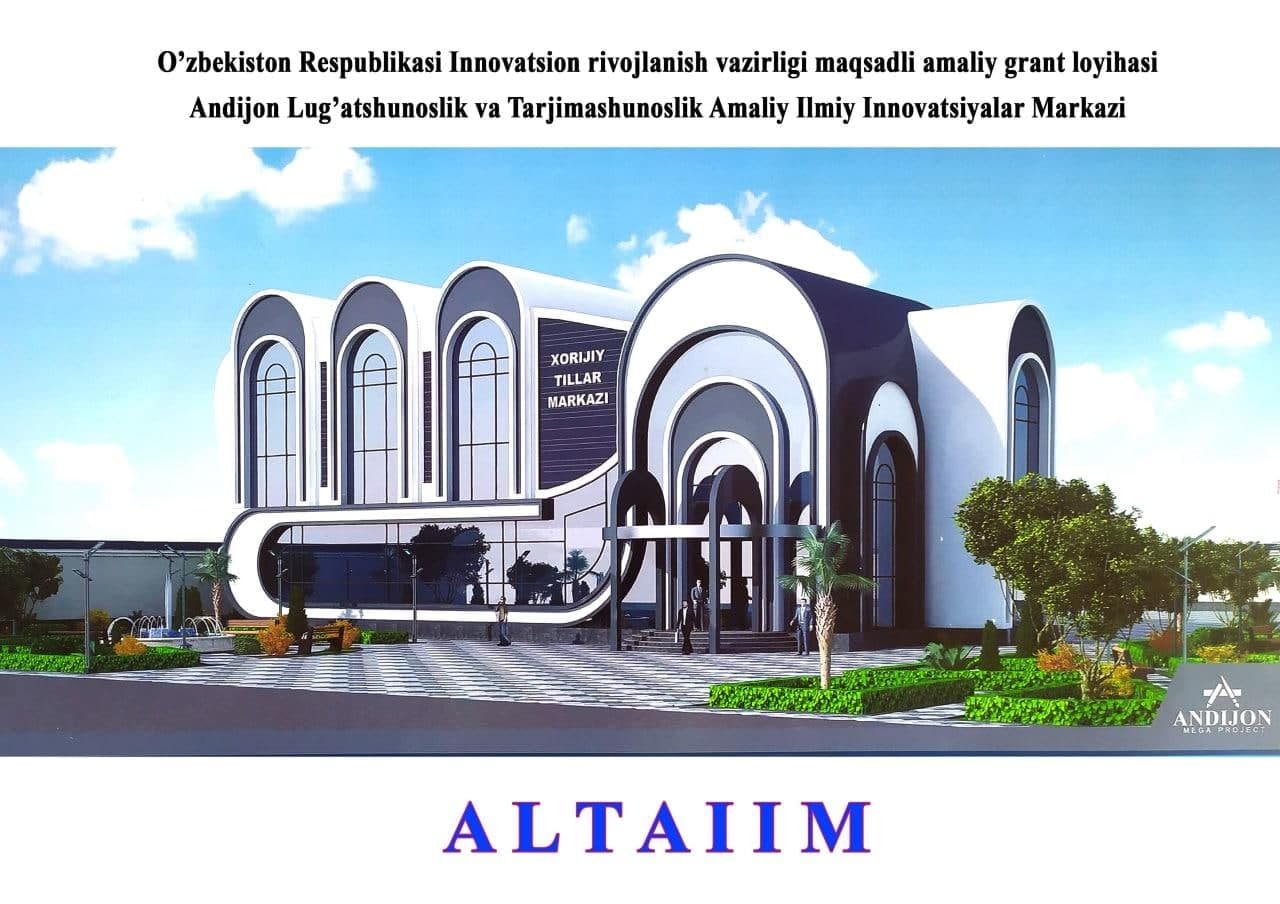 O’zbekiston Respublikasi Innovatsion rivojlanish vazirligi maqsadli amaliy grant loyihasi
Andijon Lug’atshunoslik va Tarjimashunoslik Amaliy Ilmiy Innovatsiyalar Markazi
XORIJIY
TILLAR
MARKAZI
ANDIJON
MEGA PROJECT
ALTAIIM